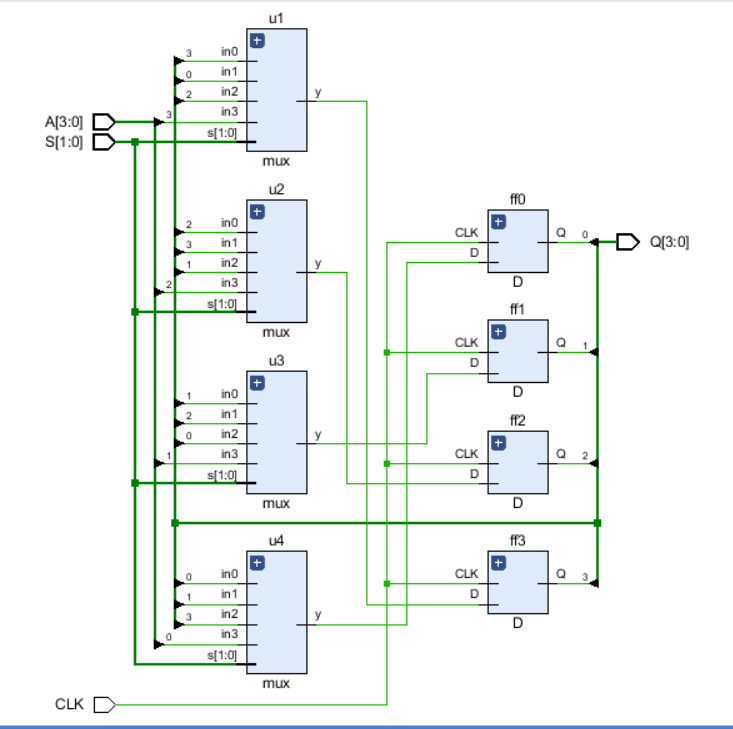 u1
3 in0
0 in1
2 in2
A[3:0] 3 in3
S[1:0] s[1:0]
y
mux
u2
2 in0
3 in1
1 in2
2 in3
s[1:0]
y
mux
u3
1 in0
2 in1
0 in2
1 in3
s[1:0]
y
mux
u4
0 in0
1 in1
3 in2
0 in3
s[1:0]
y
mux
CLK
ff0
CLK Q 0 Q[3:0]
D
D
ff1
CLK Q 1
D
D
ff2
CLK Q 2
D
D
ff3
CLK Q 3
D
D